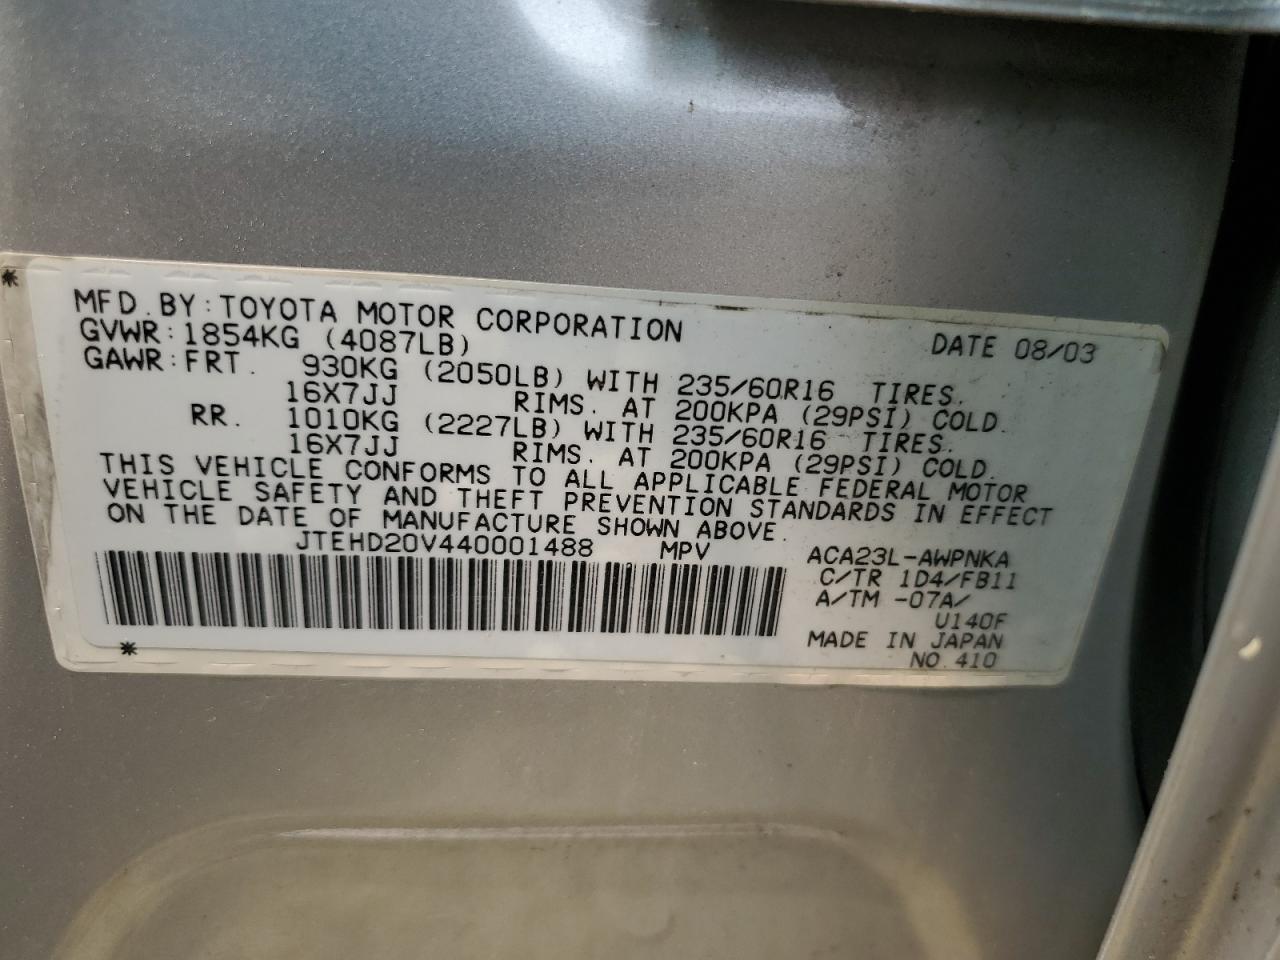 MFD. BY: TOYOTA MOTOR CORPORATION DATE 08/03
GVWR: 1854KG (4087LB)
GAWR: FRT. 930KG (2050LB) WITH 235/60R16 TIRES.
16X7JJ RIMS. AT 200KPA (29PSI) COLD.
RR. 1010KG (2227LB) WITH 235/60R16 TIRES.
16X7JJ RIMS. AT 200KPA (29PSI) COLD.
THIS VEHICLE CONFORMS TO ALL APPLICABLE FEDERAL MOTOR
VEHICLE SAFETY AND THEFT PREVENTION STANDARDS IN EFFECT
ON THE DATE OF MANUFACTURE SHOWN ABOVE.
JTEHD20V440001488 MPV
ACA23L-AWPNKA
C/TR 1D4/FB11
A/TM -07A/
U140F
MADE IN JAPAN
NO. 410